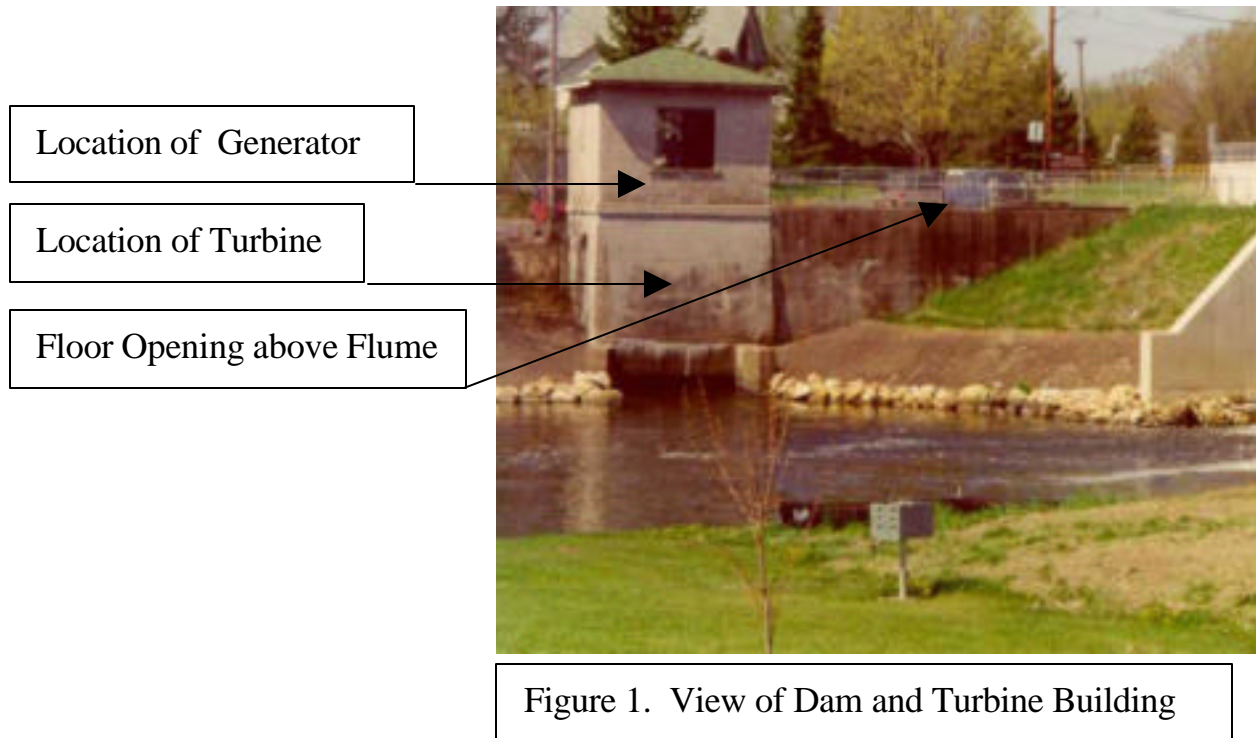 Location of Generator
Location of Turbine
Floor Opening above Flume
Figure 1. View of Dam and Turbine Building